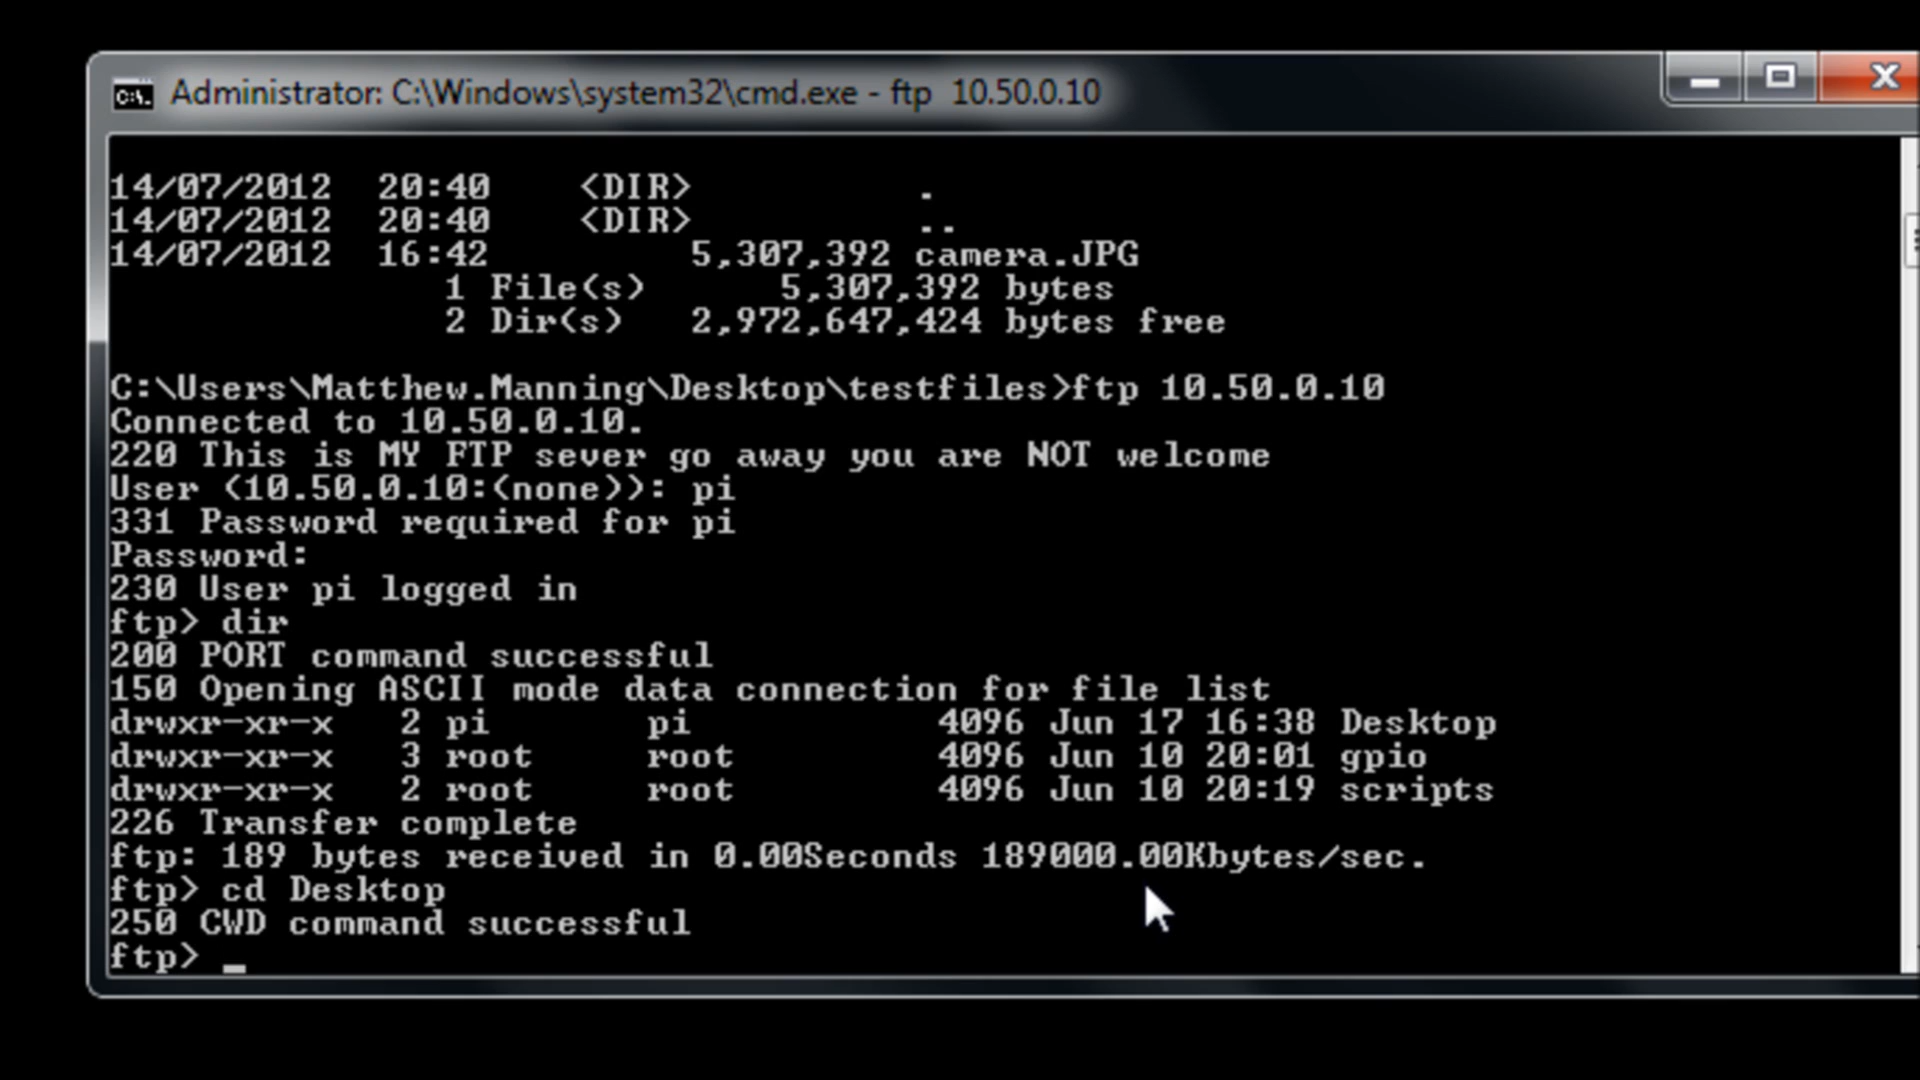 Administrator: C:\Windows\system32\cmd.exe - ftp 10.50.0.10
14/07/2012 20:40 <DIR> .
14/07/2012 20:40 <DIR> ..
14/07/2012 16:42 5,307,392 camera.JPG
1 File(s) 5,307,392 bytes
2 Dir(s) 2,972,647,424 bytes free
C:\Users\Matthew.Manning\Desktop\testfiles>ftp 10.50.0.10
Connected to 10.50.0.10.
220 This is MY FTP sever go away you are NOT welcome
User (10.50.0.10:(none)): pi
331 Password required for pi
Password:
230 User pi logged in
ftp> dir
200 PORT command successful
150 Opening ASCII mode data connection for file list
drwxr-xr-x 2 pi pi 4096 Jun 17 16:38 Desktop
drwxr-xr-x 3 root root 4096 Jun 10 20:01 gpio
drwxr-xr-x 2 root root 4096 Jun 10 20:19 scripts
226 Transfer complete
ftp: 189 bytes received in 0.00Seconds 189000.00Kbytes/sec.
ftp> cd Desktop
250 CWD command successful
ftp> _